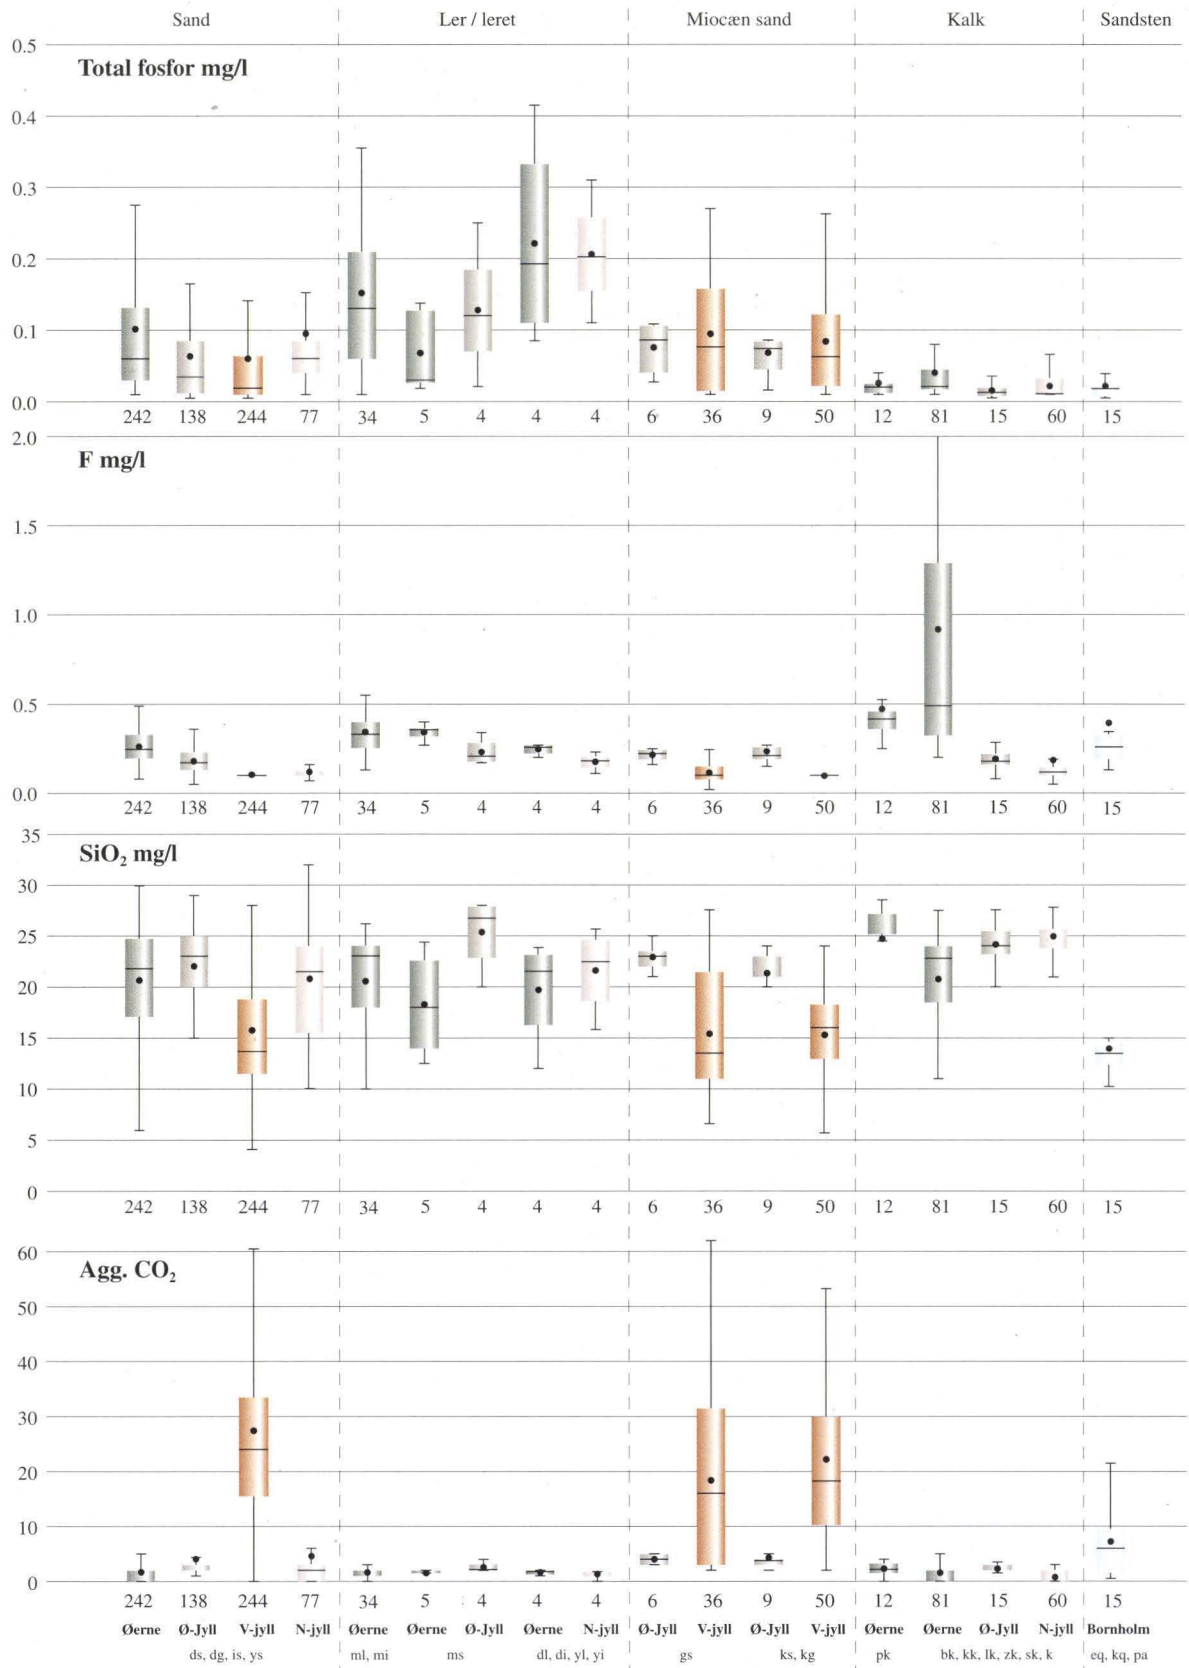 Sand Ler / leret Miocæn sand Kalk Sandsten
0.5
Total fosfor mg/l
0.4
0.3
0.2
0.1
0.0
242 138 244 77 34 5 4 4 4 6 36 9 50 12 81 15 60 15
2.0
F mg/l
1.5
1.0
0.5
0.0
242 138 244 77 34 5 4 4 4 6 36 9 50 12 81 15 60 15
35
SiO₂ mg/l
30
25
20
15
10
5
0
242 138 244 77 34 5 4 4 4 6 36 9 50 12 81 15 60 15
60
Agg. CO₂
50
40
30
20
10
0
242 138 244 77 34 5 4 4 4 6 36 9 50 12 81 15 60 15
Øerne Ø-Jyll V-jyll N-jyll Øerne Øerne Ø-Jyll Øerne N-jyll Ø-Jyll V-jyll Ø-Jyll V-jyll Øerne Øerne Ø-Jyll N-jyll Bornholm
ds, dg, is, ys ml, mi ms dl, di, yl, yi gs ks, kg pk bk, kk, lk, zk, sk, k eq, kq, pa